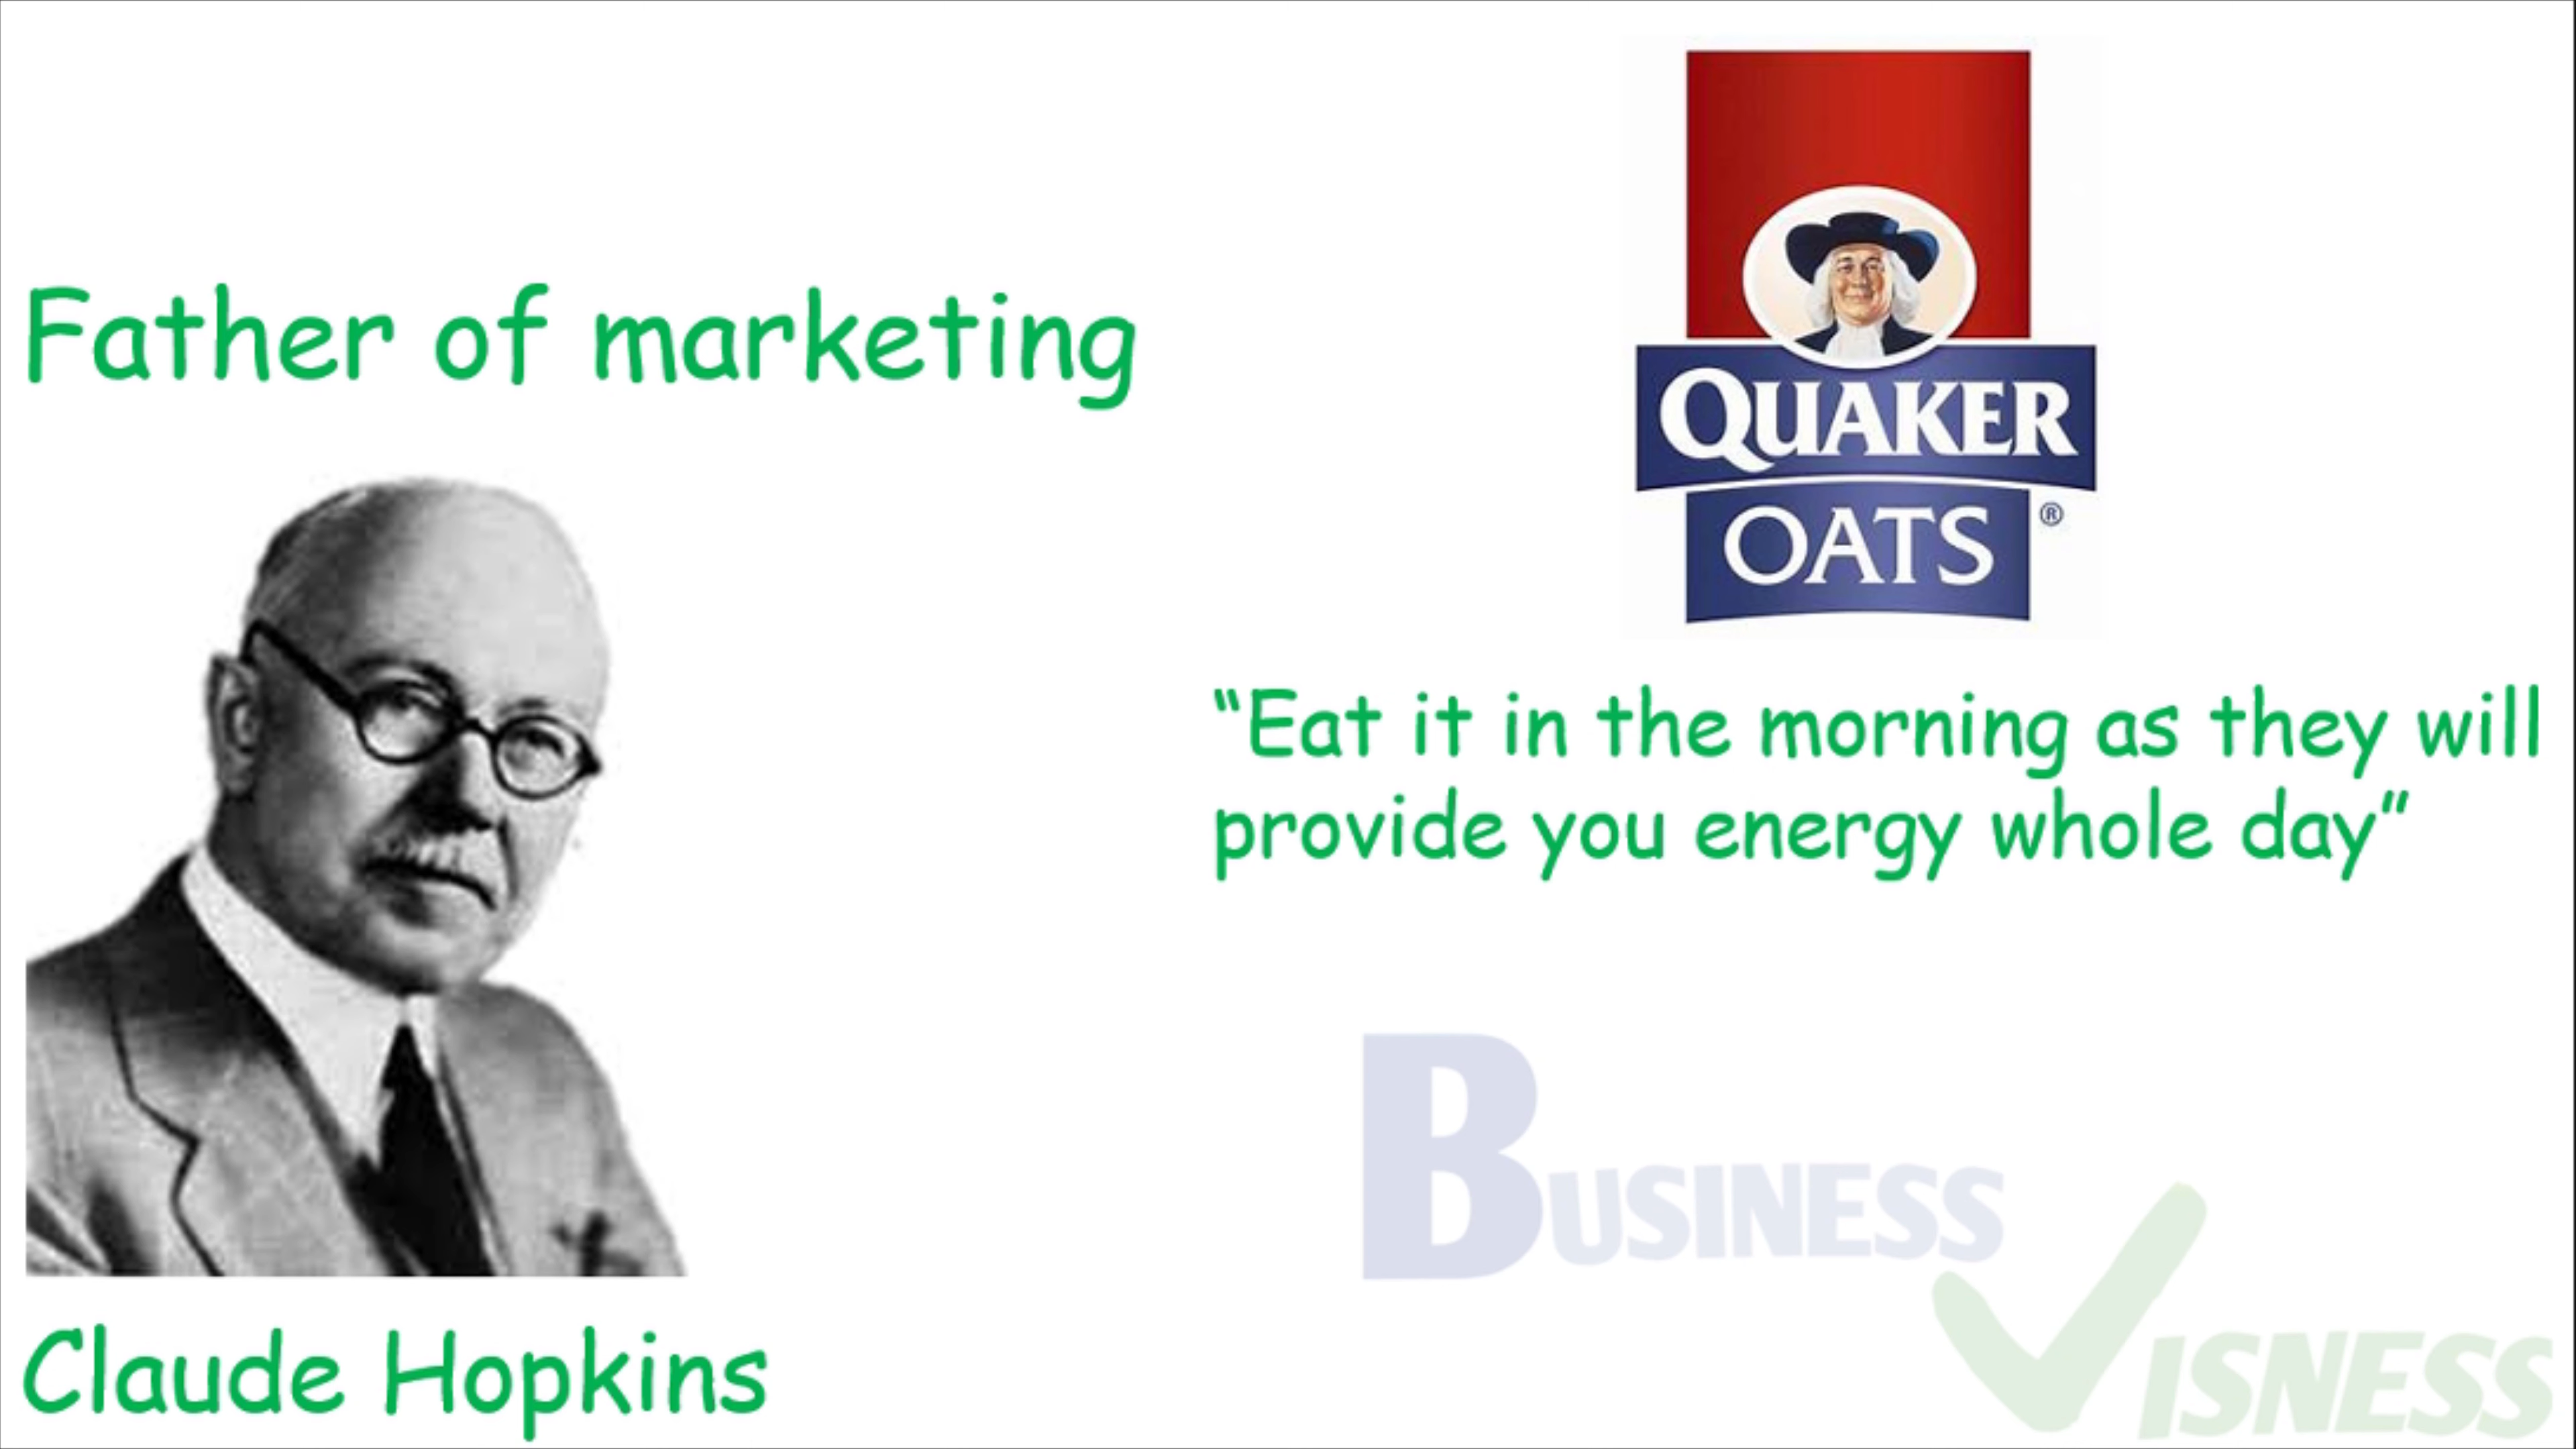 Father of marketing
Claude Hopkins
QUAKER
OATS ®
“Eat it in the morning as they will
provide you energy whole day”
BUSINESS
VISNESS